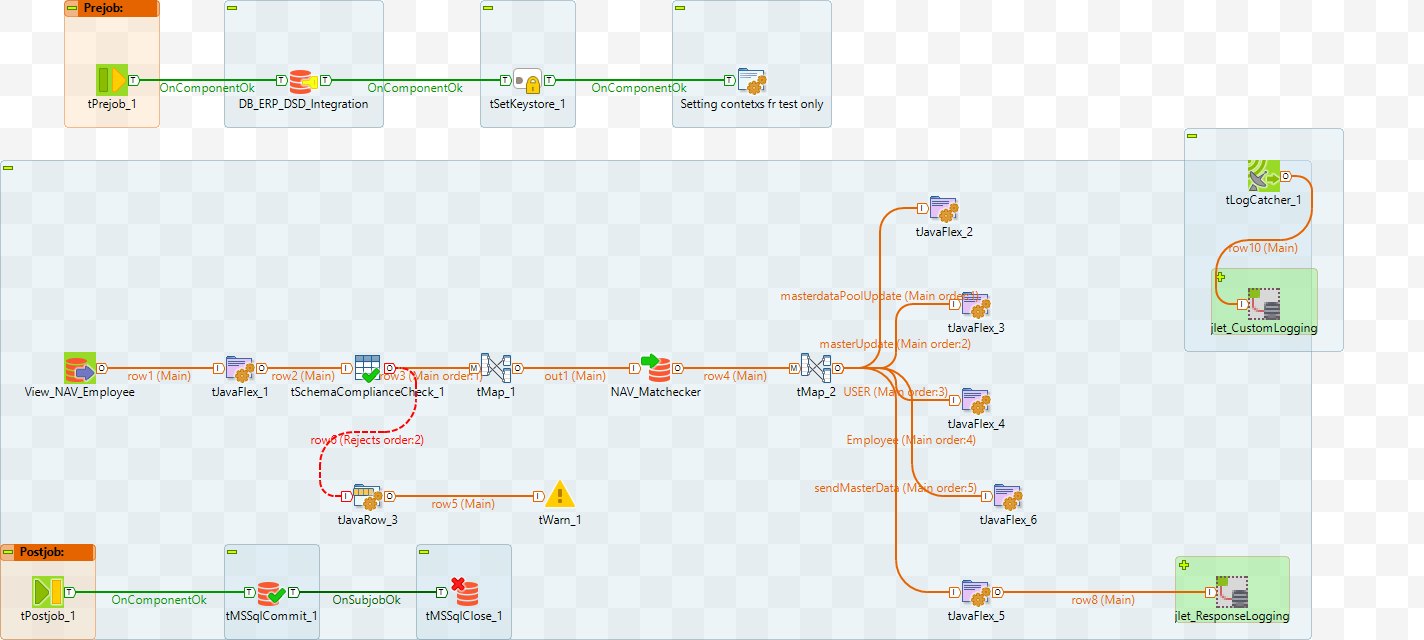 Prejob:
T
T
T
T
T
T
OnComponentOk
OnComponentOk
OnComponentOk
tPrejob_1
DB_ERP_DSD_Integration
tSetKeystore_1
Setting contetxs fr test only
O
tLogCatcher_1
I
tJavaFlex_2
row10 (Main)
masterdataPoolUpdate (Main order:1)
I
I
tJavaFlex_3
jlet_CustomLogging
masterUpdate (Main order:2)
O
I
O
I
O
M
O
I
O
M
O
row1 (Main)
row2 (Main)
row3 (Main order:1)
out1 (Main)
row4 (Main)
View_NAV_Employee
tJavaFlex_1
tSchemaComplianceCheck_1
tMap_1
NAV_Matchecker
tMap_2
USER (Main order:3)
I
tJavaFlex_4
row6 (Rejects order:2)
Employee (Main order:4)
sendMasterData (Main order:5)
I
O
I
I
row5 (Main)
tJavaRow_3
tWarn_1
tJavaFlex_6
Postjob:
T
T
T
T
I
O
I
OnComponentOk
OnSubjobOk
row8 (Main)
tPostjob_1
tMSSqlCommit_1
tMSSqlClose_1
tJavaFlex_5
jlet_ResponseLogging